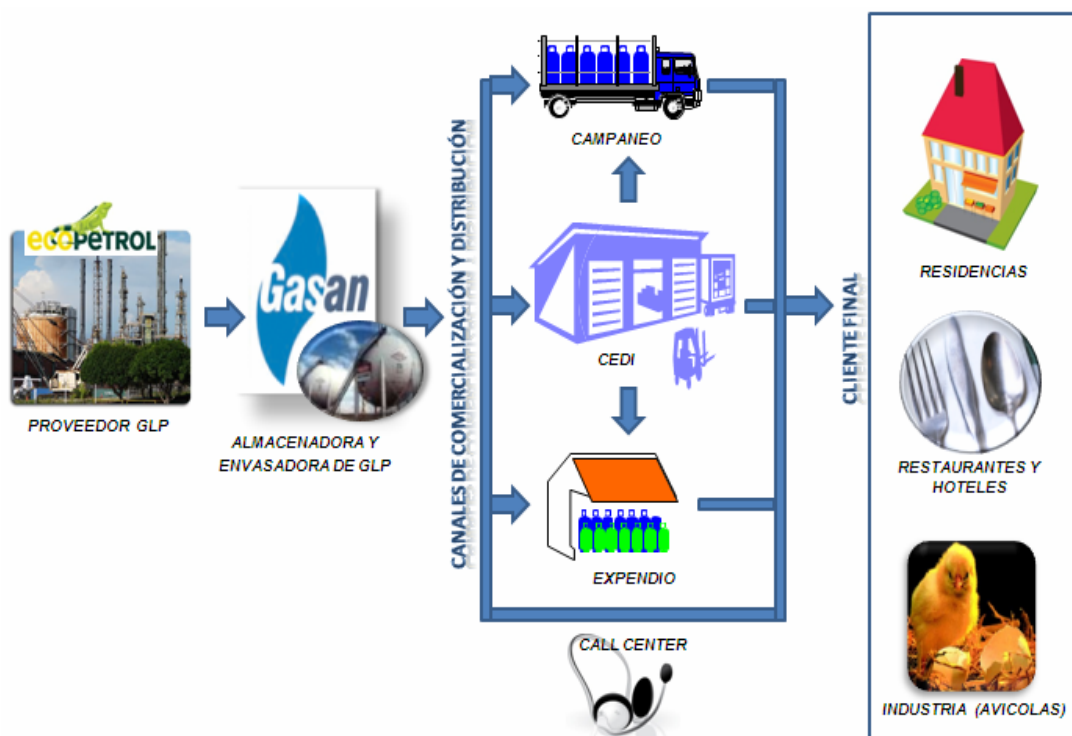 ecoPETROL
PROVEEDOR GLP
Gasan
ALMACENADORA Y
ENVASADORA DE GLP
CANALES DE COMERCIALIZACIÓN Y DISTRIBUCIÓN
CAMPANEO
CEDI
EXPENDIO
CALL CENTER
CLIENTE FINAL
RESIDENCIAS
RESTAURANTES Y
HOTELES
INDUSTRIA (AVICOLAS)